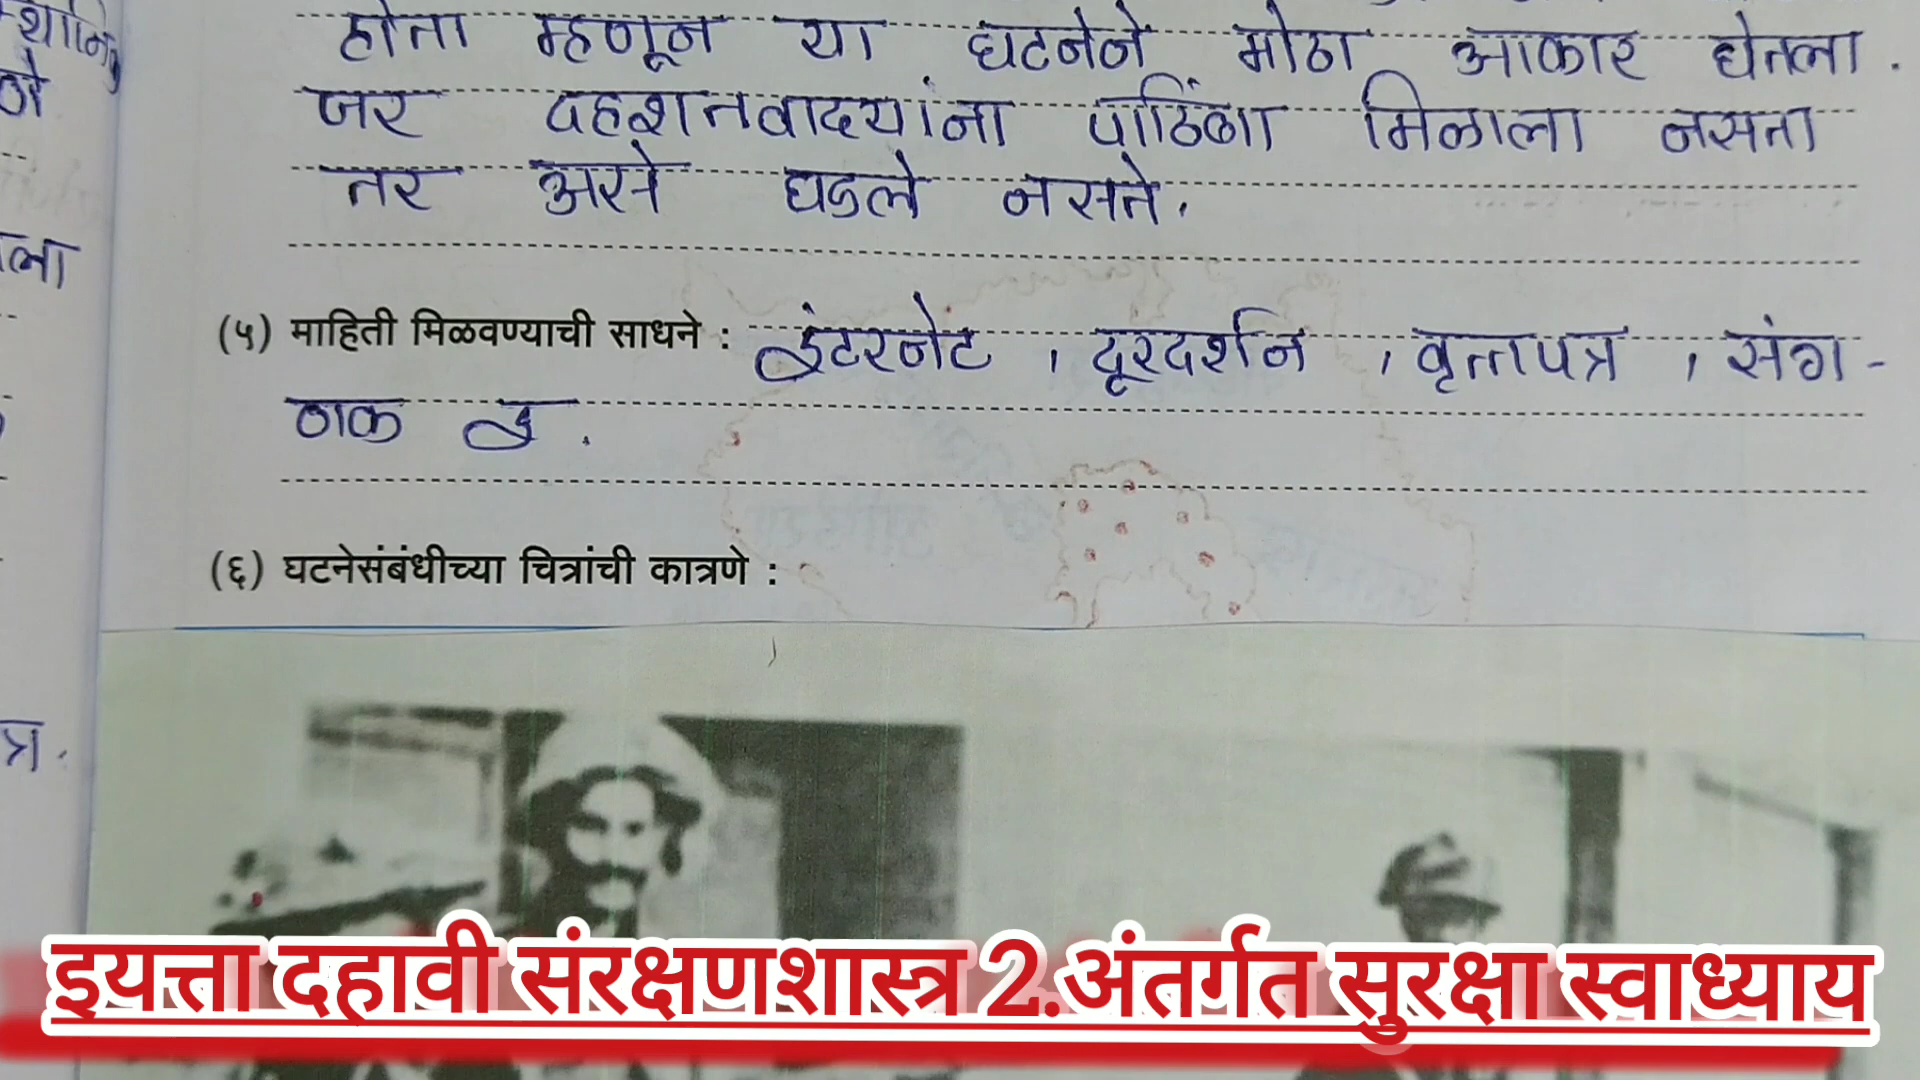 होता म्हणून या घटनेने मोठा आकार घेतला.
जर दहशतवादयांना पाठिंबा मिळाला नसता
तर असे घडले नसते.
(५) माहिती मिळवण्याची साधने : इंटरनेट, दूरदर्शन, वृत्तपत्र, संग-
णक इ.
(६) घटनेसंबंधीच्या चित्रांची कात्रणे :
इयत्ता दहावी संरक्षणशास्त्र 2.अंतर्गत सुरक्षा स्वाध्याय